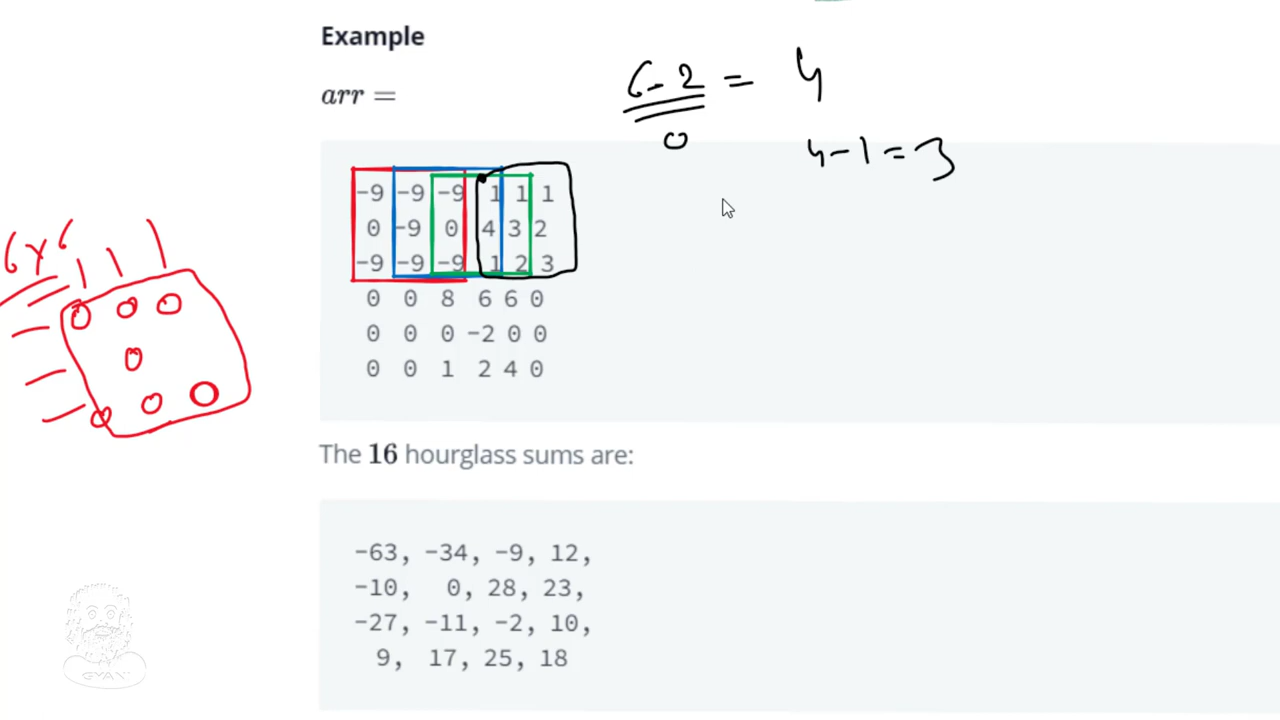 Example
6-2 = 4
arr =
0
4-1=3
-9 -9 -9 1 1 1
0 -9 0 4 3 2
-9 -9 -9 1 2 3
6x6
0 0 8 6 6 0
0 0 0 -2 0 0
0 0 1 2 4 0
The 16 hourglass sums are:
-63, -34, -9, 12,
-10, 0, 28, 23,
-27, -11, -2, 10,
9, 17, 25, 18
GYANI